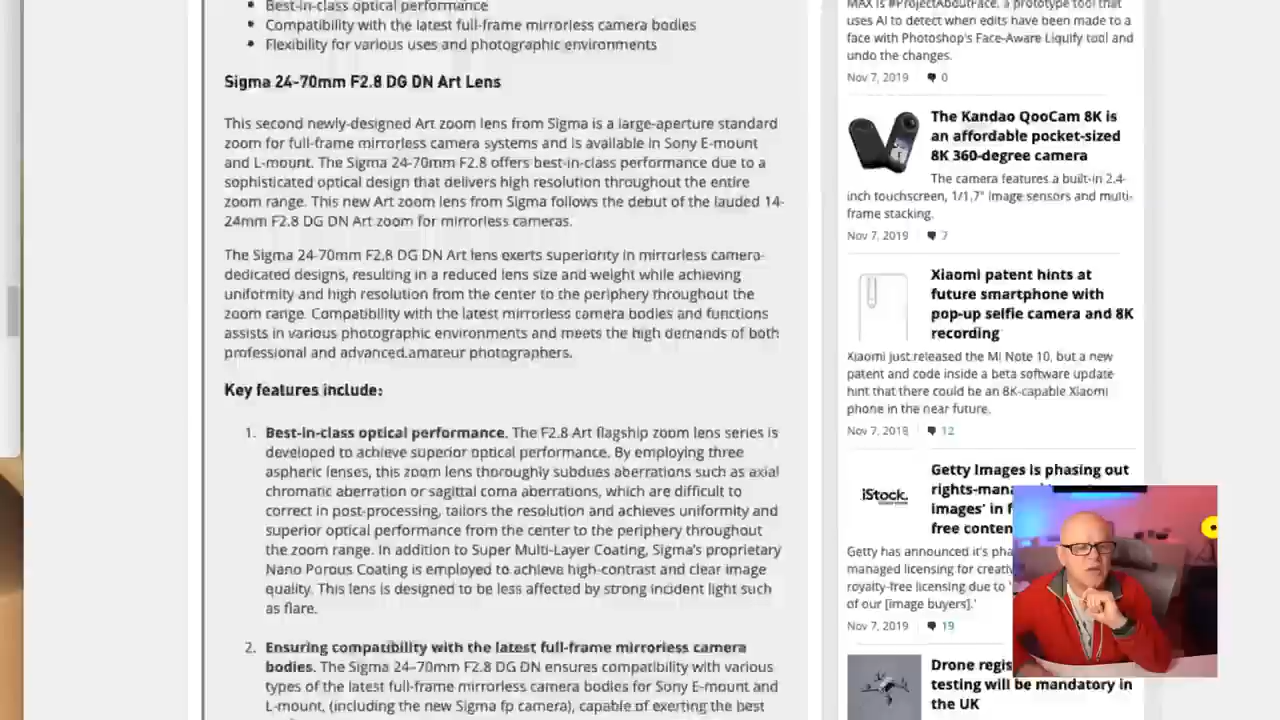 Best-in-class optical performance
Compatibility with the latest full-frame mirrorless camera bodies
Flexibility for various uses and photographic environments
Sigma 24-70mm F2.8 DG DN Art Lens
This second newly-designed Art zoom lens from Sigma is a large-aperture standard
zoom for full-frame mirrorless camera systems and is available in Sony E-mount
and L-mount. The Sigma 24-70mm F2.8 offers best-in-class performance due to a
sophisticated optical design that delivers high resolution throughout the entire
zoom range. This new Art zoom lens from Sigma follows the debut of the lauded 14-
24mm F2.8 DG DN Art zoom for mirrorless cameras.
The Sigma 24-70mm F2.8 DG DN Art lens exerts superiority in mirrorless camera-
dedicated designs, resulting in a reduced lens size and weight while achieving
uniformity and high resolution from the center to the periphery throughout the
zoom range. Compatibility with the latest mirrorless camera bodies and functions
assists in various photographic environments and meets the high demands of both
professional and advanced.amateur photographers.
Key features include:
1. Best-in-class optical performance. The F2.8 Art flagship zoom lens series is
developed to achieve superior optical performance. By employing three
aspheric lenses, this zoom lens thoroughly subdues aberrations such as axial
chromatic aberration or sagittal coma aberrations, which are difficult to
correct in post-processing, tailors the resolution and achieves uniformity and
superior optical performance from the center to the periphery throughout
the zoom range. In addition to Super Multi-Layer Coating, Sigma's proprietary
Nano Porous Coating is employed to achieve high-contrast and clear image
quality. This lens is designed to be less affected by strong incident light such
as flare.
2. Ensuring compatibility with the latest full-frame mirrorless camera
bodies. The Sigma 24-70mm F2.8 DG DN ensures compatibility with various
types of the latest full-frame mirrorless camera bodies for Sony E-mount and
L-mount, (including the new Sigma fp camera), capable of exerting the best
MAX is #ProjectAboutFace, a prototype tool that
uses AI to detect when edits have been made to a
face with Photoshop's Face-Aware Liquify tool and
undo the changes.
Nov 7, 2019 0
The Kandao QooCam 8K is
an affordable pocket-sized
8K 360-degree camera
The camera features a built-in 2.4-
inch touchscreen, 1/1.7" image sensors and multi-
frame stacking.
Nov 7, 2019 7
Xiaomi patent hints at
future smartphone with
pop-up selfie camera and 8K
recording
Xiaomi just released the Mi Note 10, but a new
patent and code inside a beta software update
hint that there could be an 8K-capable Xiaomi
phone in the near future.
Nov 7, 2019 12
iStock.
Getty Images is phasing out
rights-mana
images' in f
free conten
Getty has announced it's pha
managed licensing for creativ
royalty-free licensing due to '
of our [image buyers].'
Nov 7, 2019 19
Drone regis
testing will be mandatory in
the UK